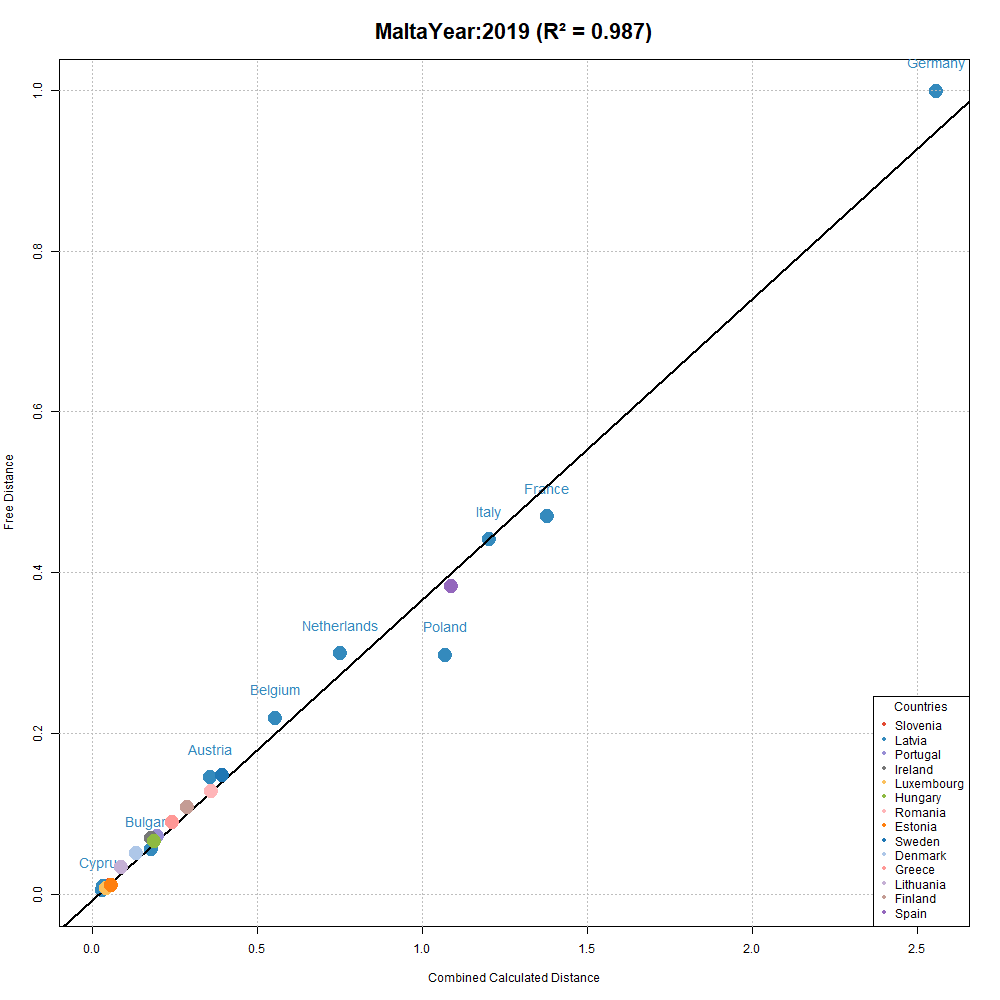 MaltaYear:2019 (R² = 0.987)
Germany
France
Italy
Netherlands
Poland
Belgium
Austria
Bulgar
Cypru
1.0
0.8
0.6
0.4
0.2
0.0
Free Distance
0.0 0.5 1.0 1.5 2.0 2.5
Combined Calculated Distance
Countries
Slovenia
Latvia
Portugal
Ireland
Luxembourg
Hungary
Romania
Estonia
Sweden
Denmark
Greece
Lithuania
Finland
Spain